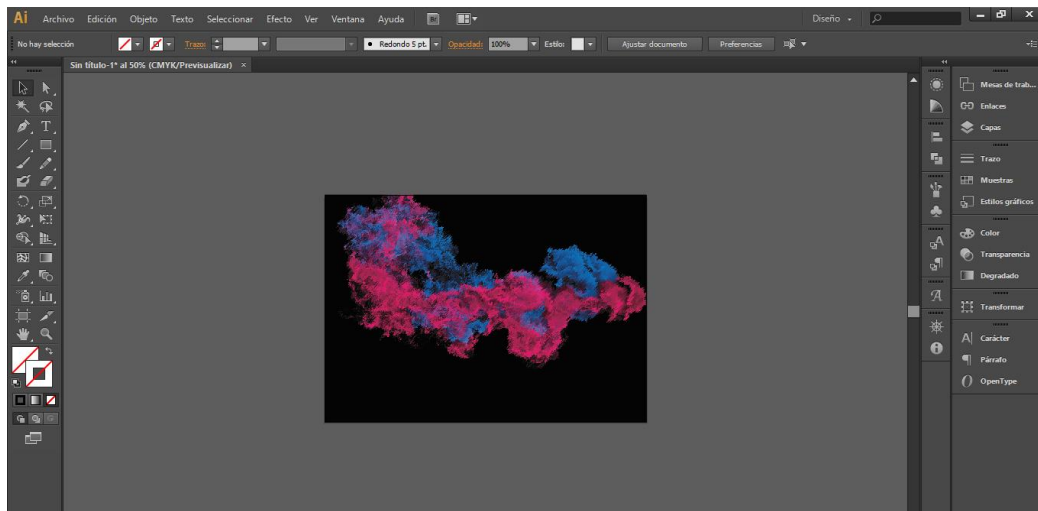 Ai Archivo Edición Objeto Texto Seleccionar Efecto Ver Ventana Ayuda Br Diseño
No hay selección Trazo: Redondo 5 pt. Opacidad: 100% Estilo: Ajustar documento Preferencias
Sin título-1* al 50% (CMYK/Previsualizar) ×
Mesas de trab...
Enlaces
Capas
Trazo
Muestras
Estilos gráficos
Color
Transparencia
Degradado
Transformar
Carácter
Párrafo
OpenType